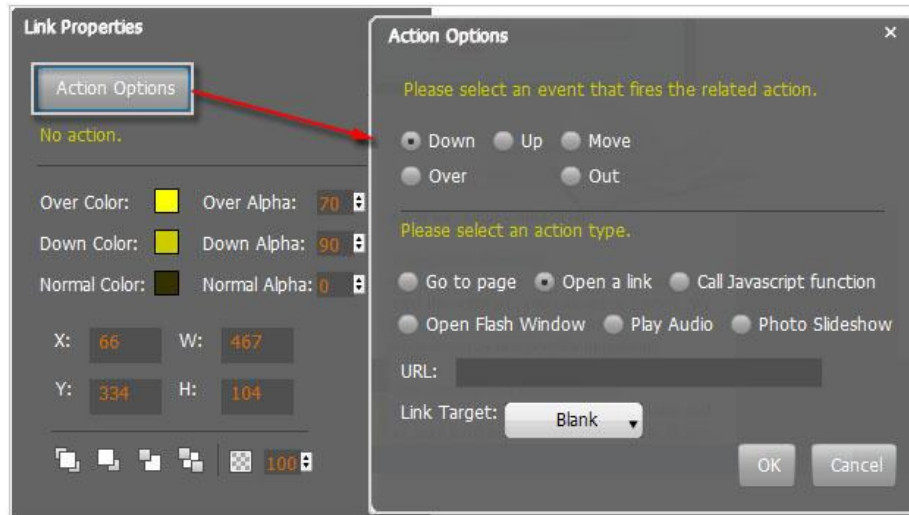 Link Properties
Action Options
No action.
Over Color: Over Alpha: 70
Down Color: Down Alpha: 90
Normal Color: Normal Alpha: 0
X: 66 W: 467
Y: 334 H: 104
100
Action Options
Please select an event that fires the related action.
Down Up Move
Over Out
Please select an action type.
Go to page Open a link Call Javascript function
Open Flash Window Play Audio Photo Slideshow
URL:
Link Target: Blank
OK Cancel